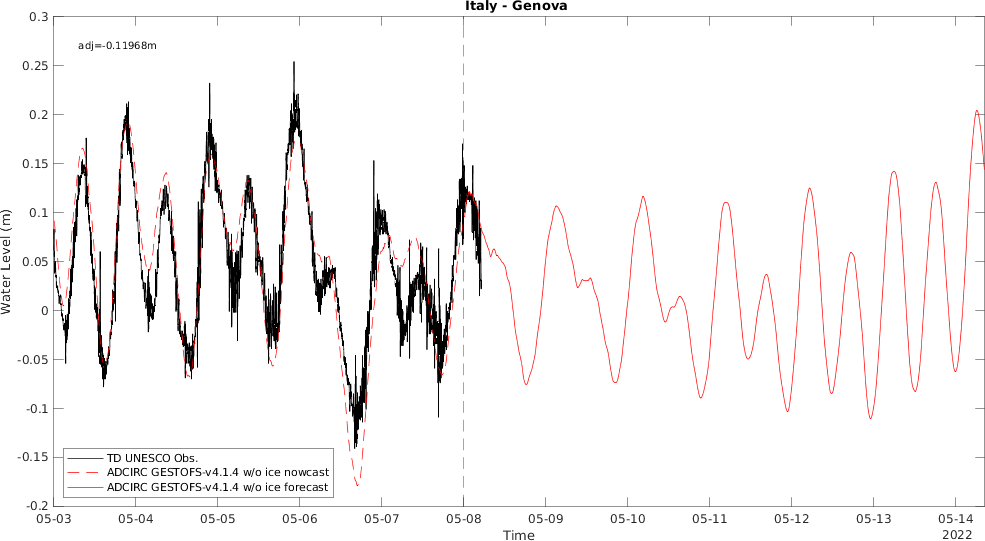 Italy - Genova
adj=-0.11968m
0.3
0.25
0.2
0.15
0.1
0.05
0
-0.05
-0.1
-0.15
-0.2
Water Level (m)
TD UNESCO Obs.
ADCIRC GESTOFS-v4.1.4 w/o ice nowcast
ADCIRC GESTOFS-v4.1.4 w/o ice forecast
05-03 05-04 05-05 05-06 05-07 05-08 05-09 05-10 05-11 05-12 05-13 05-14
Time
2022